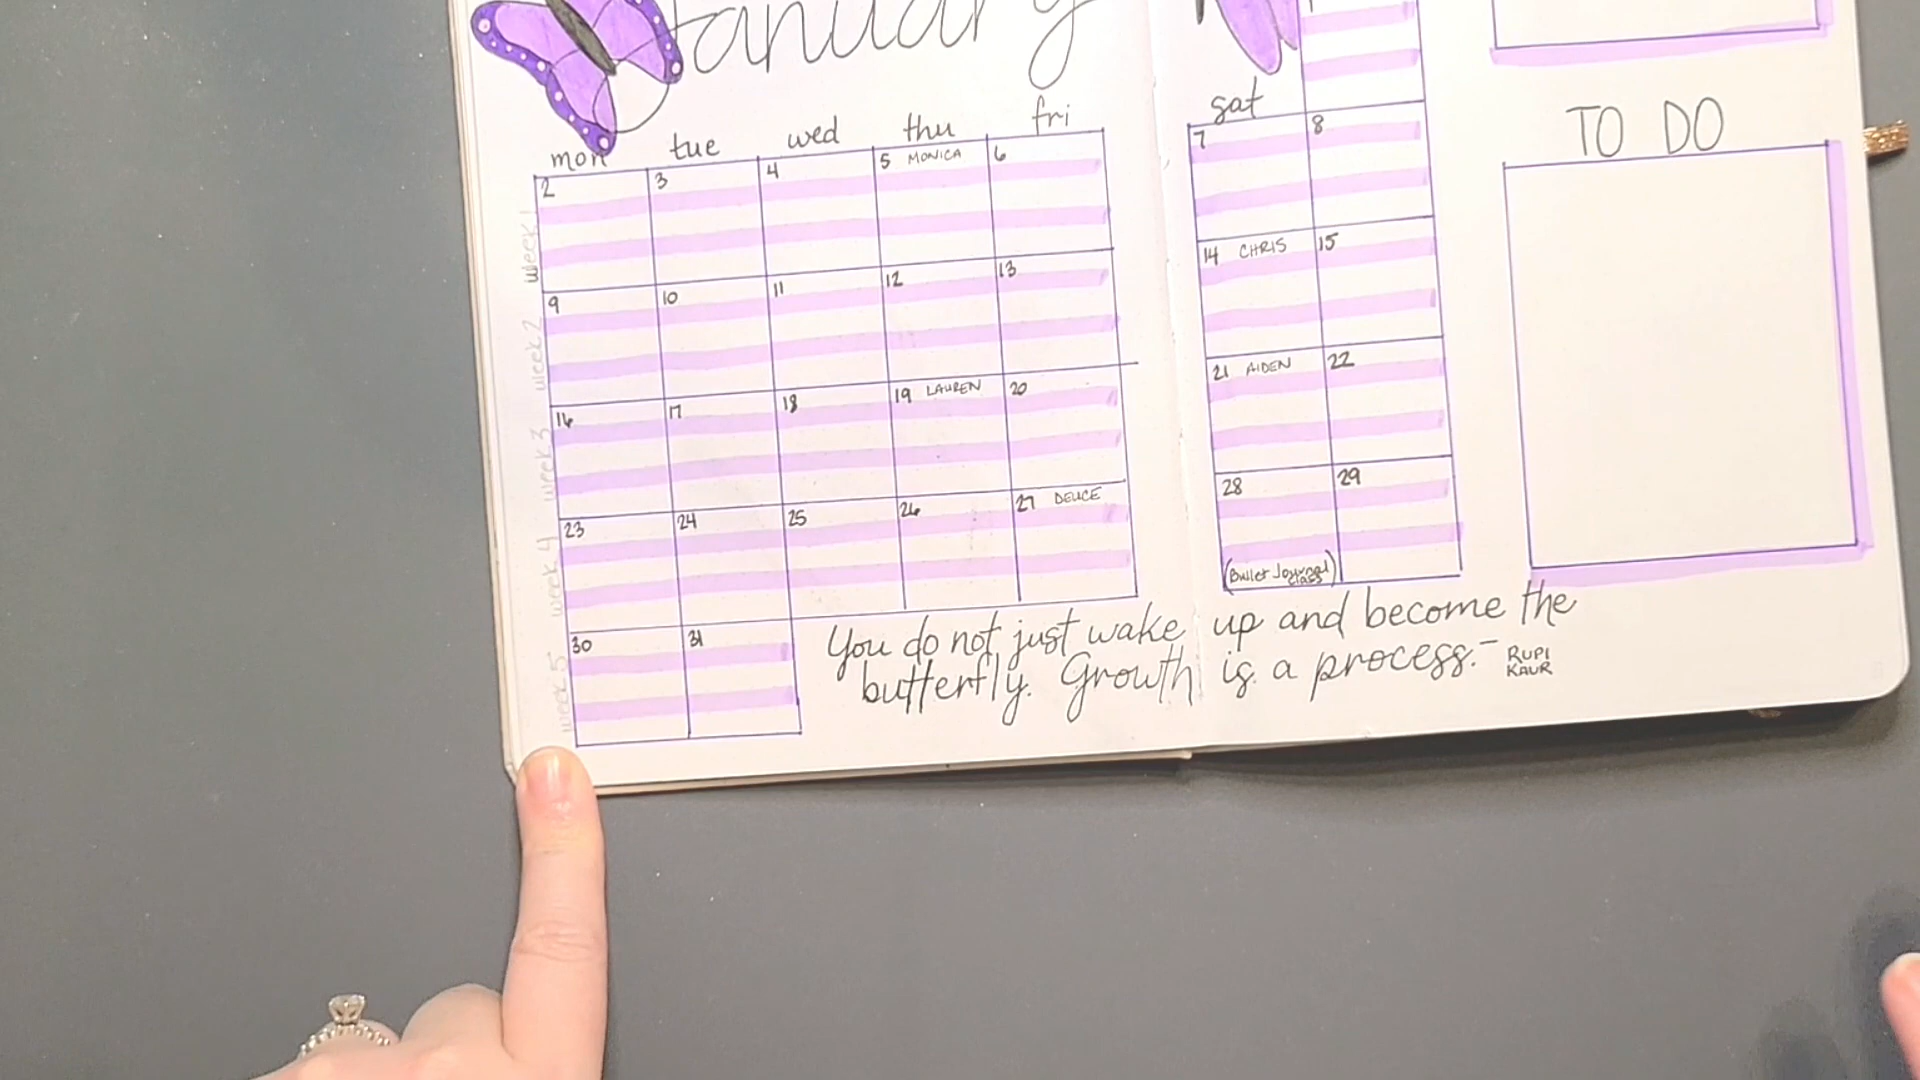 January
mon tue wed thu fri sat
week 1
2 3 4 5 MONICA 6 7 8
week 2
9 10 11 12 13 14 CHRIS 15
week 3
16 17 18 19 LAUREN 20 21 AIDEN 22
week 4
23 24 25 26 27 DEUCE 28 29
(Bullet Journal
class)
week 5
30 31
You do not just wake up and become the
butterfly. Growth is a process. - RUPI
KAUR
TO DO